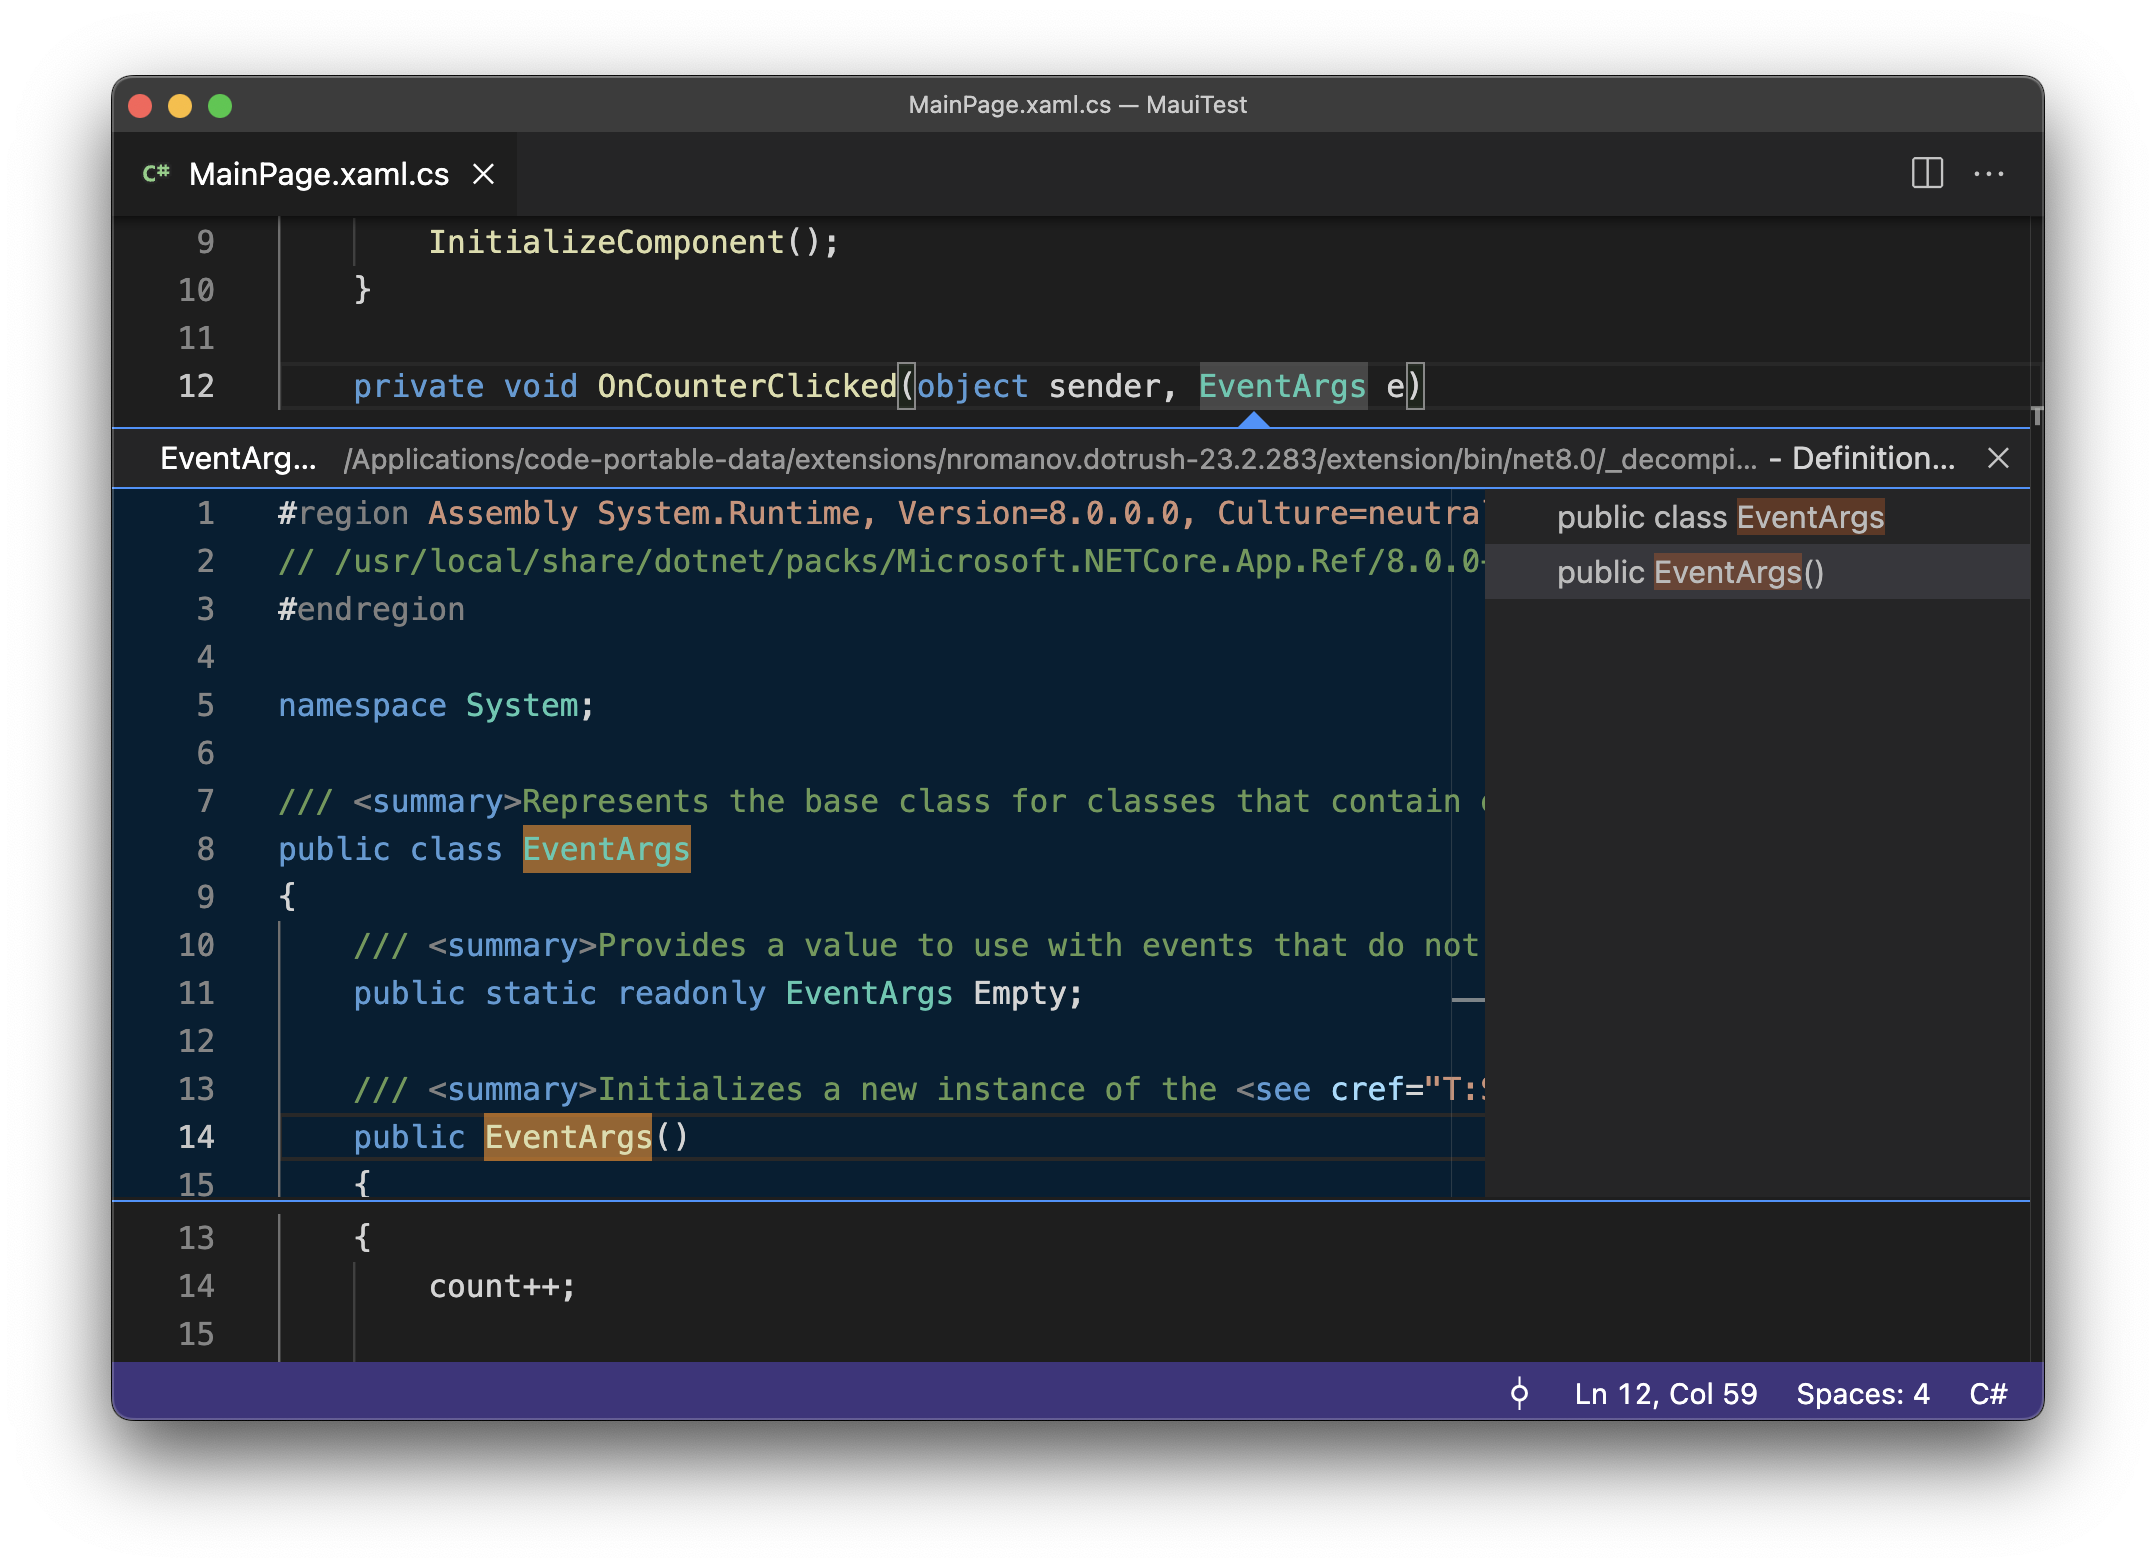 MainPage.xaml.cs — MauiTest
C# MainPage.xaml.cs
9 InitializeComponent();
10 }
11
12 private void OnCounterClicked(object sender, EventArgs e)
EventArg... /Applications/code-portable-data/extensions/nromanov.dotrush-23.2.283/extension/bin/net8.0/_decompi... - Definition...
1 #region Assembly System.Runtime, Version=8.0.0.0, Culture=neutral
2 // /usr/local/share/dotnet/packs/Microsoft.NETCore.App.Ref/8.0.0-
3 #endregion
4
5 namespace System;
6
7 /// <summary>Represents the base class for classes that contain
8 public class EventArgs
9 {
10 /// <summary>Provides a value to use with events that do not
11 public static readonly EventArgs Empty;
12
13 /// <summary>Initializes a new instance of the <see cref="T:S
14 public EventArgs()
15 {
public class EventArgs
public EventArgs()
13 {
14 count++;
15
Ln 12, Col 59 Spaces: 4 C#